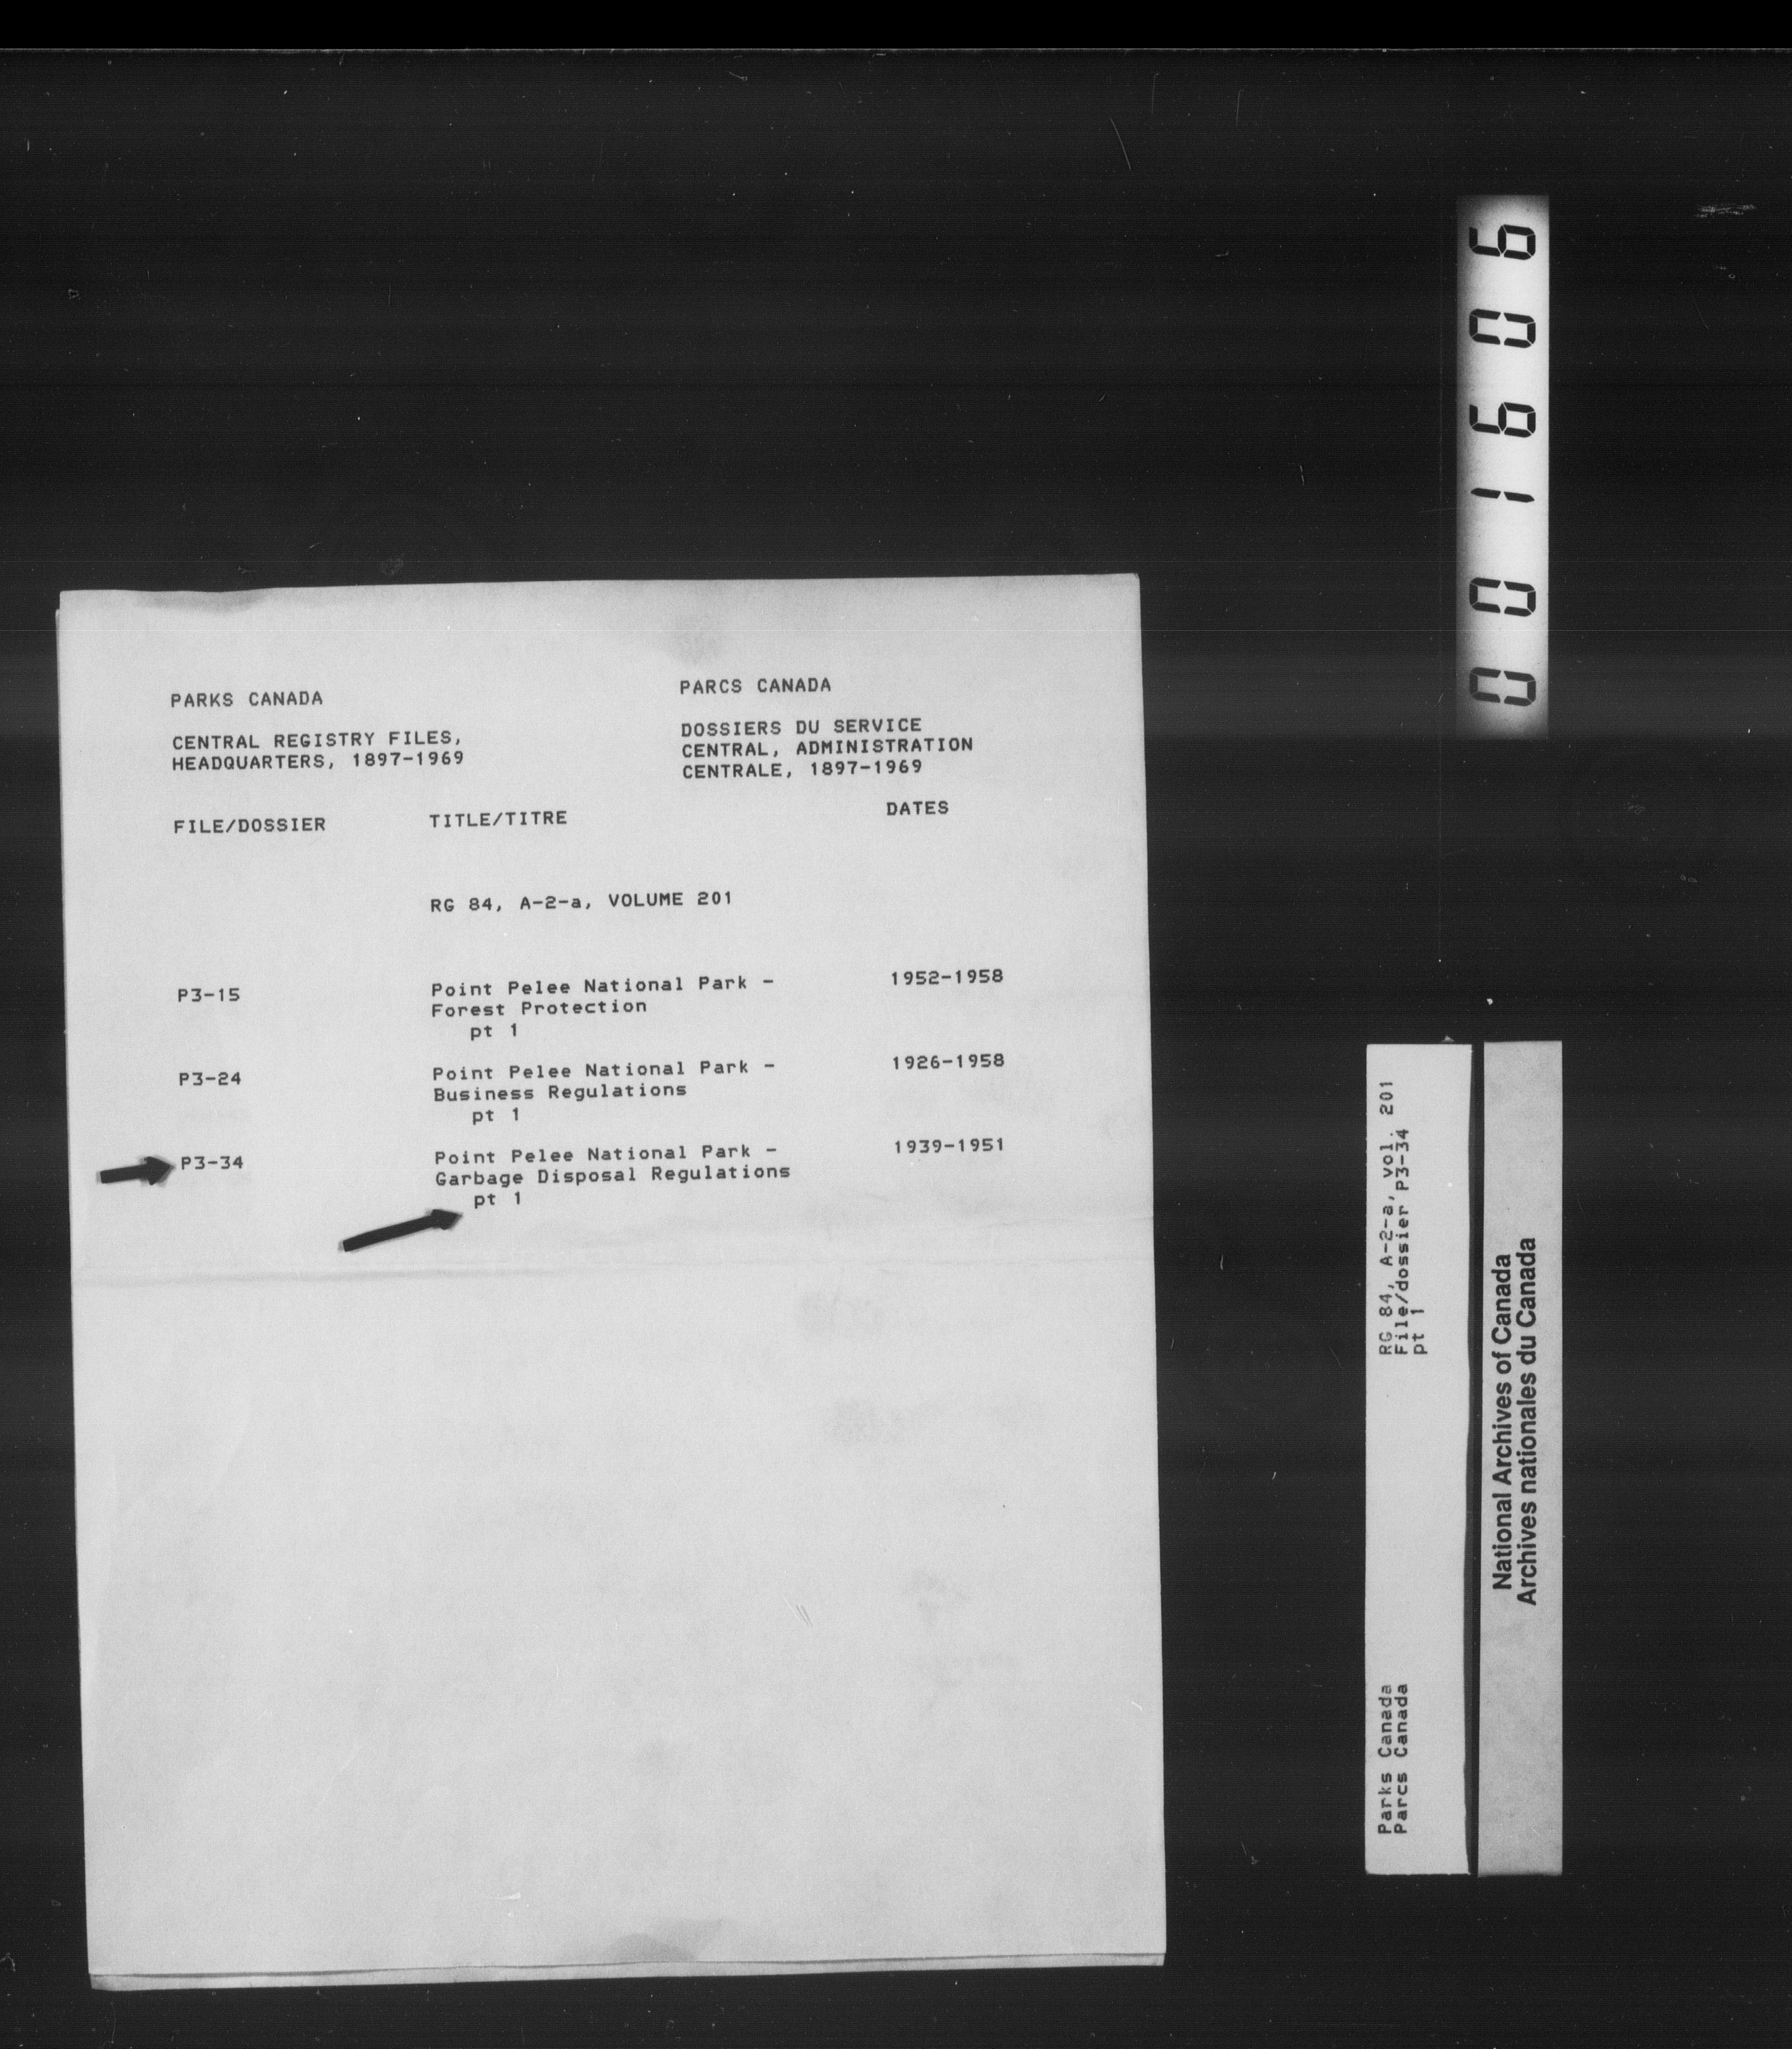 PARKS CANADA
CENTRAL REGISTRY FILES,
HEADQUARTERS, 1897-1969
PARCS CANADA
DOSSIERS DU SERVICE
CENTRAL, ADMINISTRATION
CENTRALE, 1897-1969
FILE/DOSSIER TITLE/TITRE DATES
RG 84, A-2-a, VOLUME 201
P3-15 Point Pelee National Park - 1952-1958
Forest Protection
pt 1
P3-24 Point Pelee National Park - 1926-1958
Business Regulations
pt 1
P3-34 Point Pelee National Park - 1939-1951
Garbage Disposal Regulations
pt 1
001606
Parks Canada
Parcs Canada
RG 84, A-2-a, vol. 201
File/dossier P3-34
pt 1
National Archives of Canada
Archives nationales du Canada